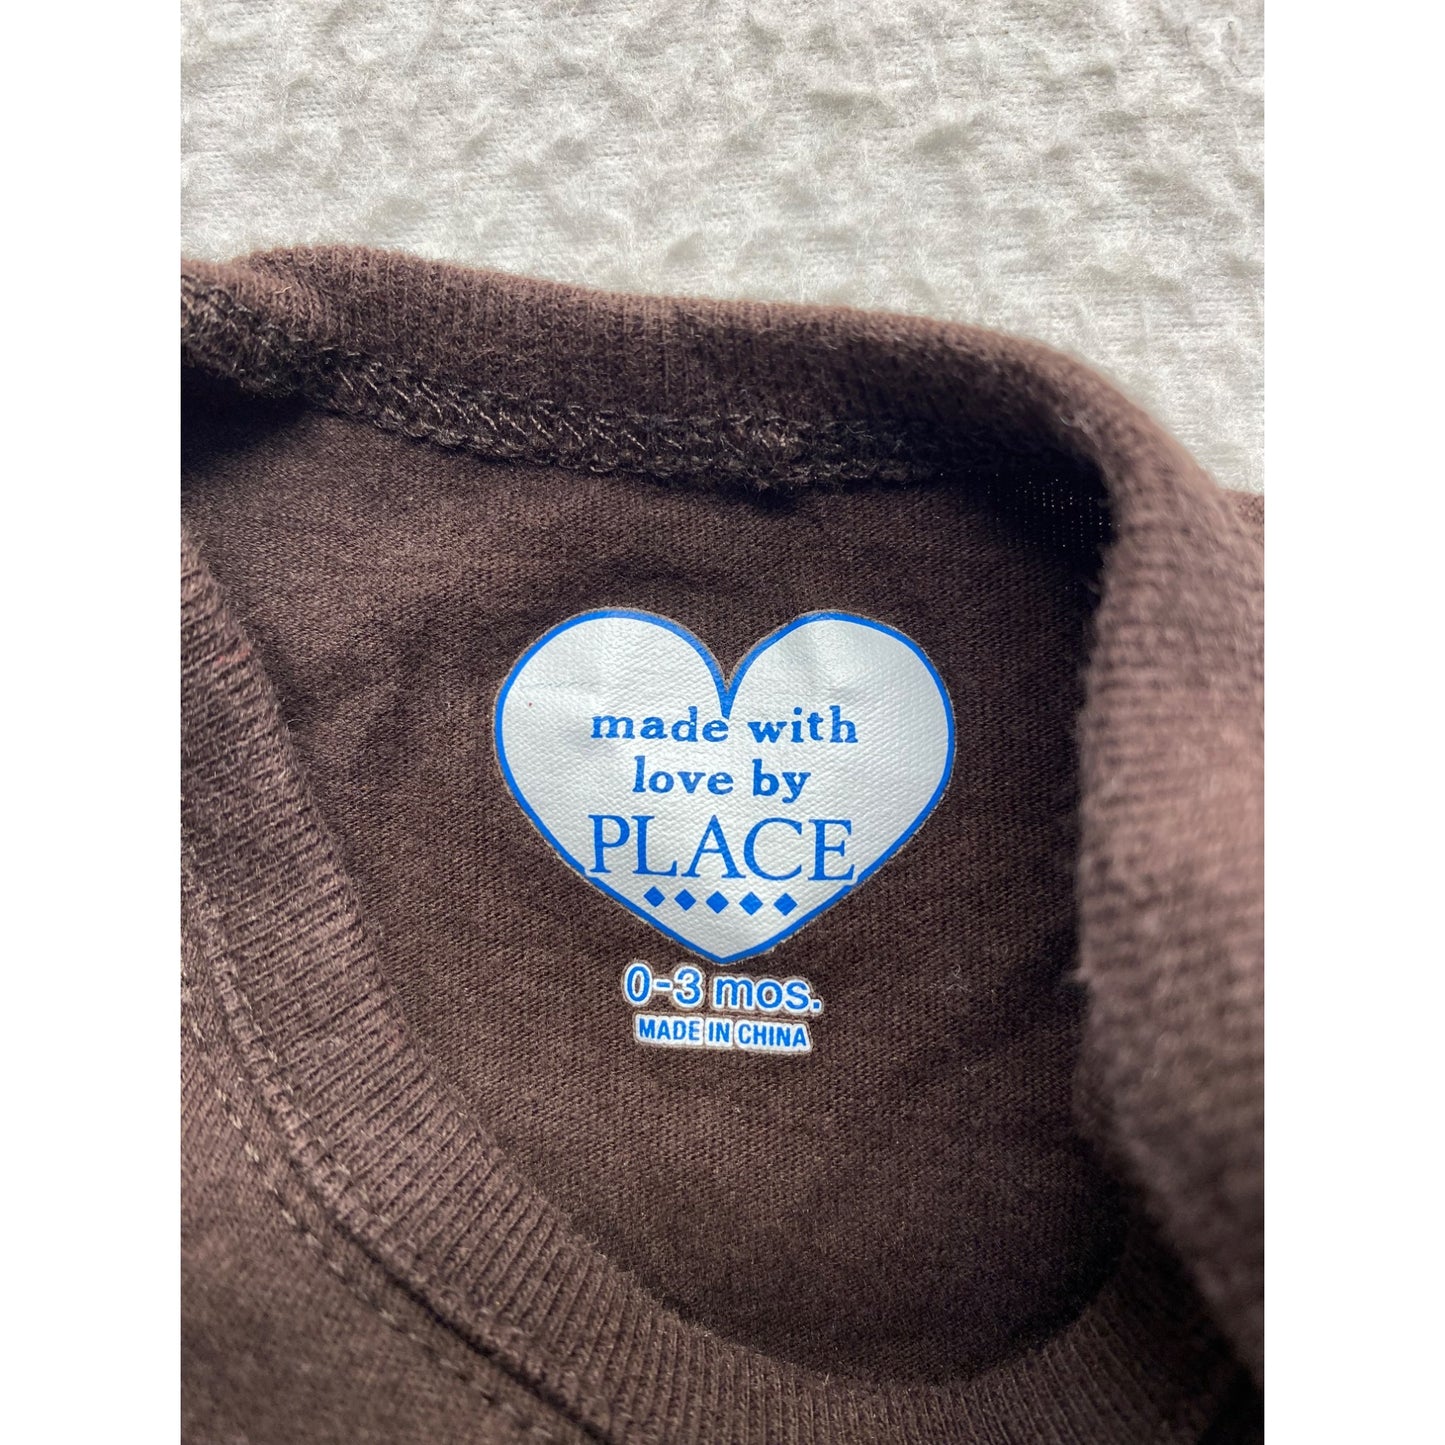 made with
love by
PLACE
0-3 mos.
MADE IN CHINA